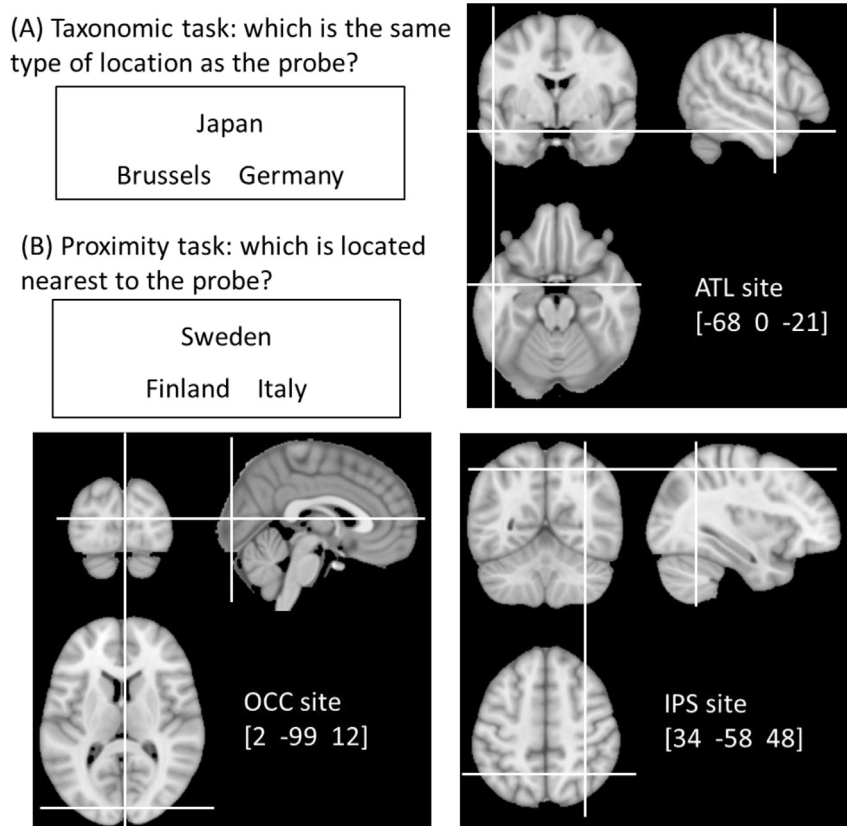 (A) Taxonomic task: which is the same
type of location as the probe?
Japan
Brussels Germany
(B) Proximity task: which is located
nearest to the probe?
Sweden
Finland Italy
ATL site
[-68 0 -21]
OCC site
[2 -99 12]
IPS site
[34 -58 48]